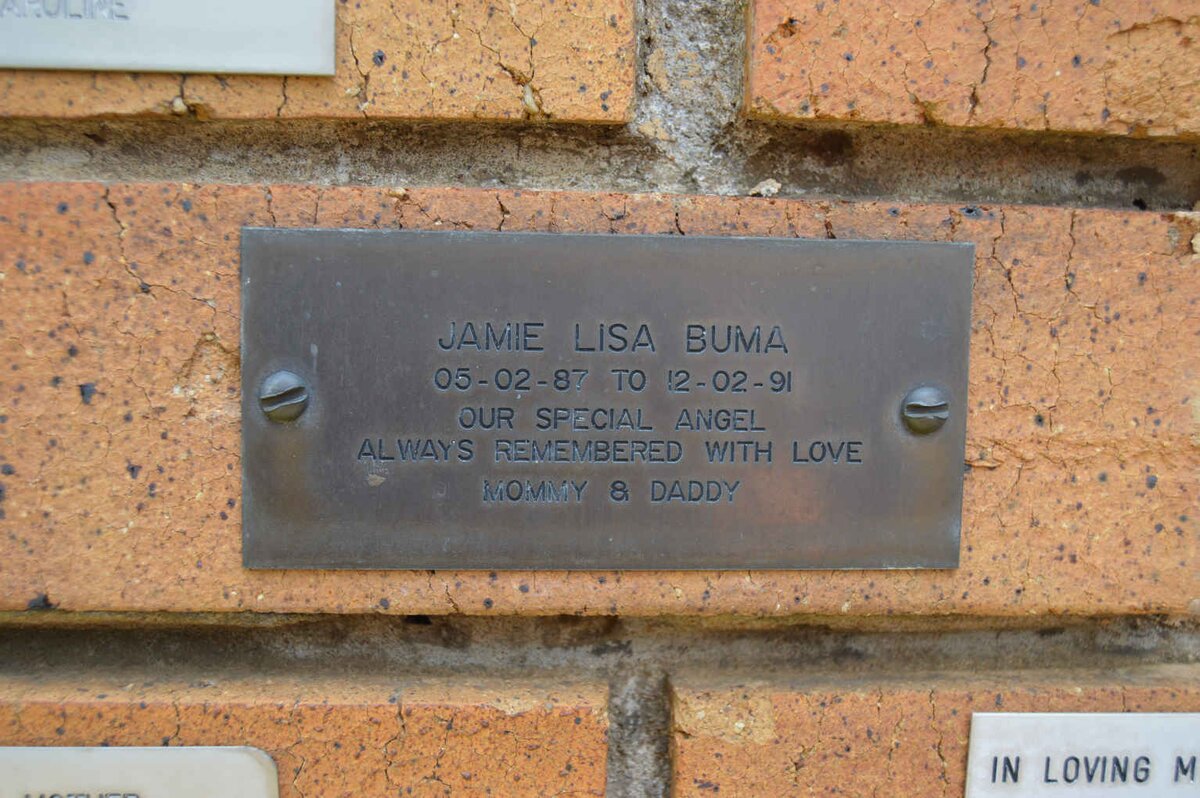 JAMIE LISA BUMA
05-02-87 TO 12-02-91
OUR SPECIAL ANGEL
ALWAYS REMEMBERED WITH LOVE
MOMMY & DADDY
IN LOVING M